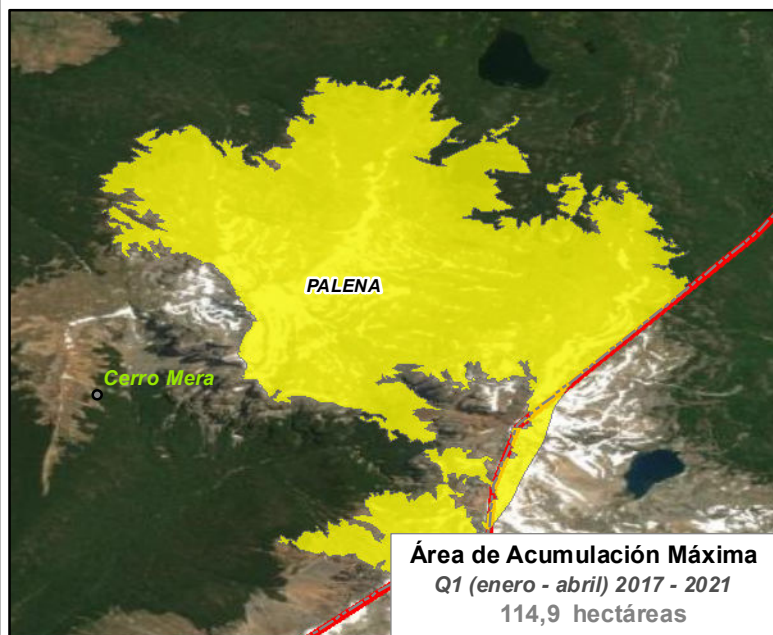 PALENA
Cerro Mera
Área de Acumulación Máxima
Q1 (enero - abril) 2017 - 2021
114,9 hectáreas